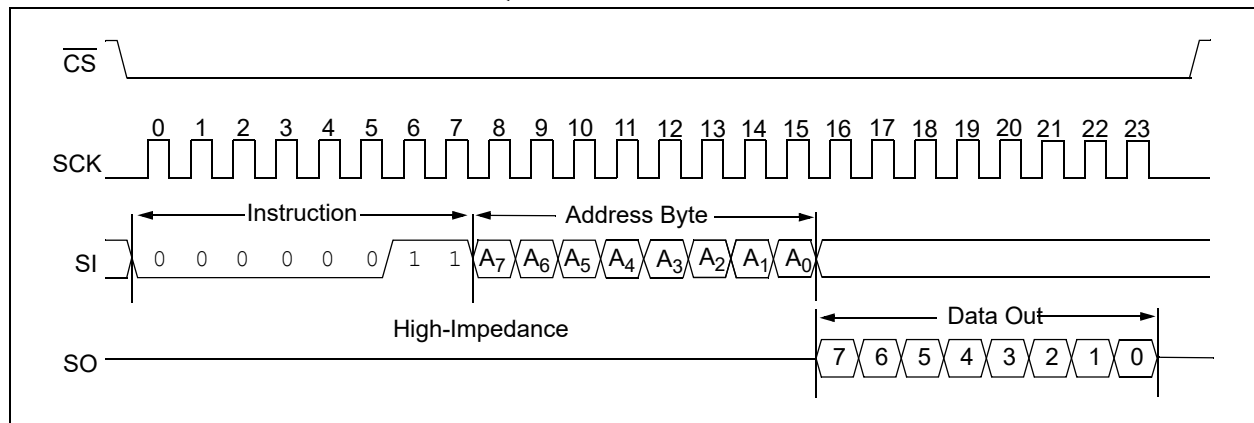 CS
0 1 2 3 4 5 6 7 8 9 10 11 12 13 14 15 16 17 18 19 20 21 22 23
SCK
Instruction Address Byte
SI 0 0 0 0 0 0 1 1 A7 A6 A5 A4 A3 A2 A1 A0
High-Impedance Data Out
SO 7 6 5 4 3 2 1 0